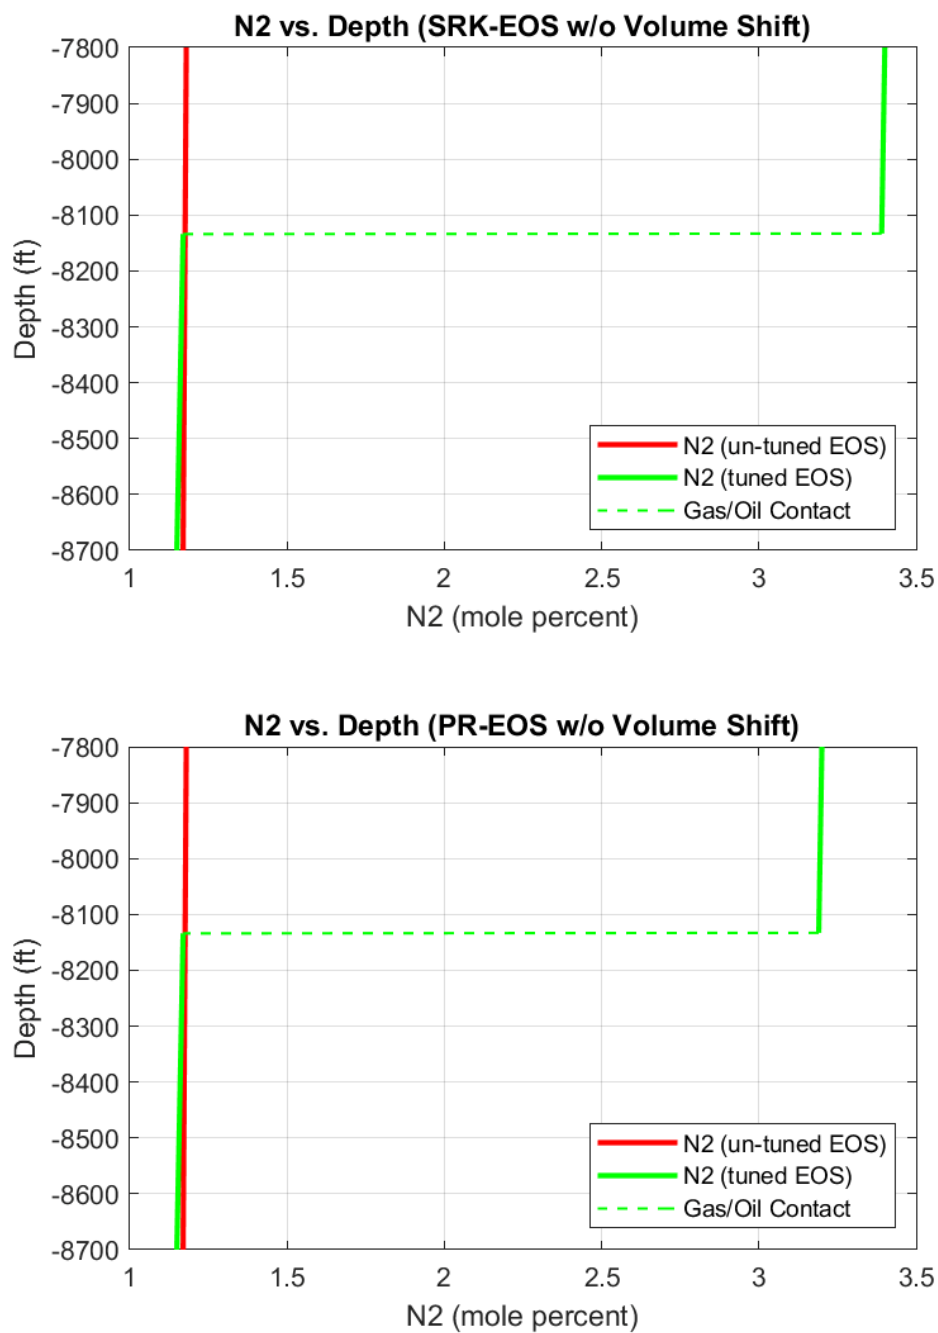 N2 vs. Depth (SRK-EOS w/o Volume Shift)
-7800
-7900
-8000
-8100
-8200
-8300
-8400
-8500
-8600
-8700
Depth (ft)
N2 (un-tuned EOS)
N2 (tuned EOS)
Gas/Oil Contact
1 1.5 2 2.5 3 3.5
N2 (mole percent)
N2 vs. Depth (PR-EOS w/o Volume Shift)
-7800
-7900
-8000
-8100
-8200
-8300
-8400
-8500
-8600
-8700
Depth (ft)
N2 (un-tuned EOS)
N2 (tuned EOS)
Gas/Oil Contact
1 1.5 2 2.5 3 3.5
N2 (mole percent)